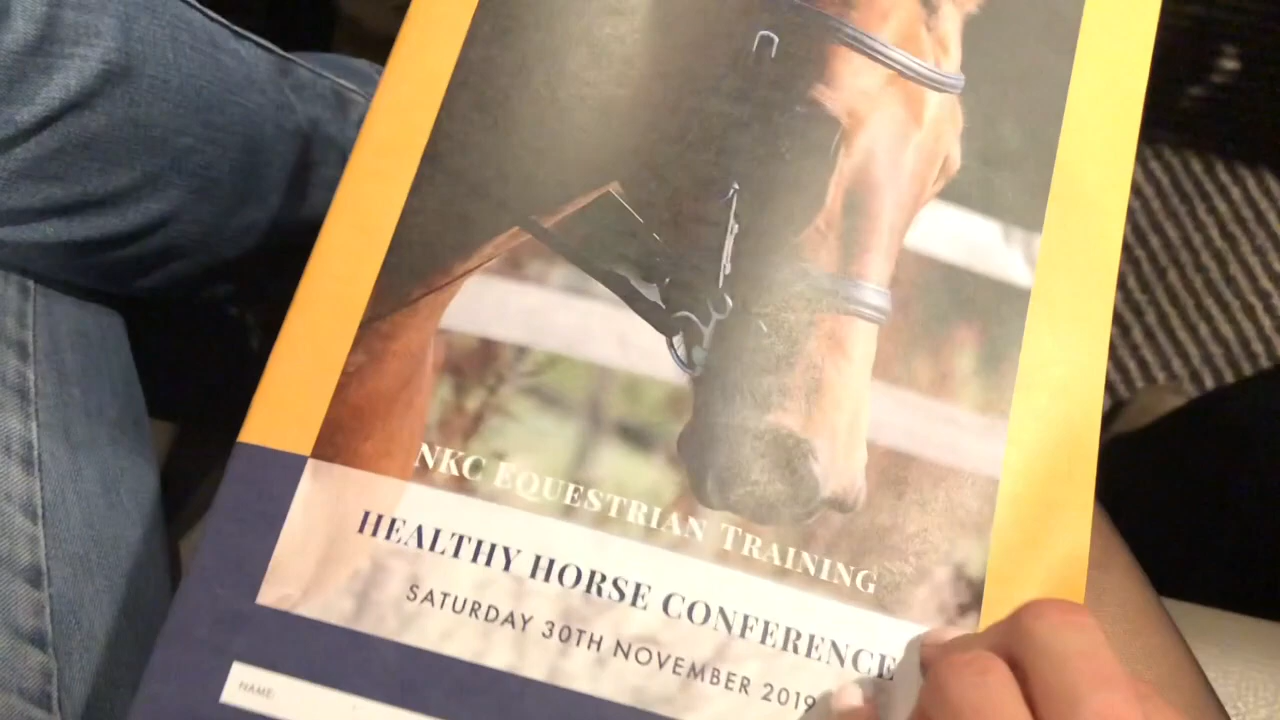 NKC EQUESTRIAN TRAINING
HEALTHY HORSE CONFERENCE
SATURDAY 30TH NOVEMBER 2019
NAME: